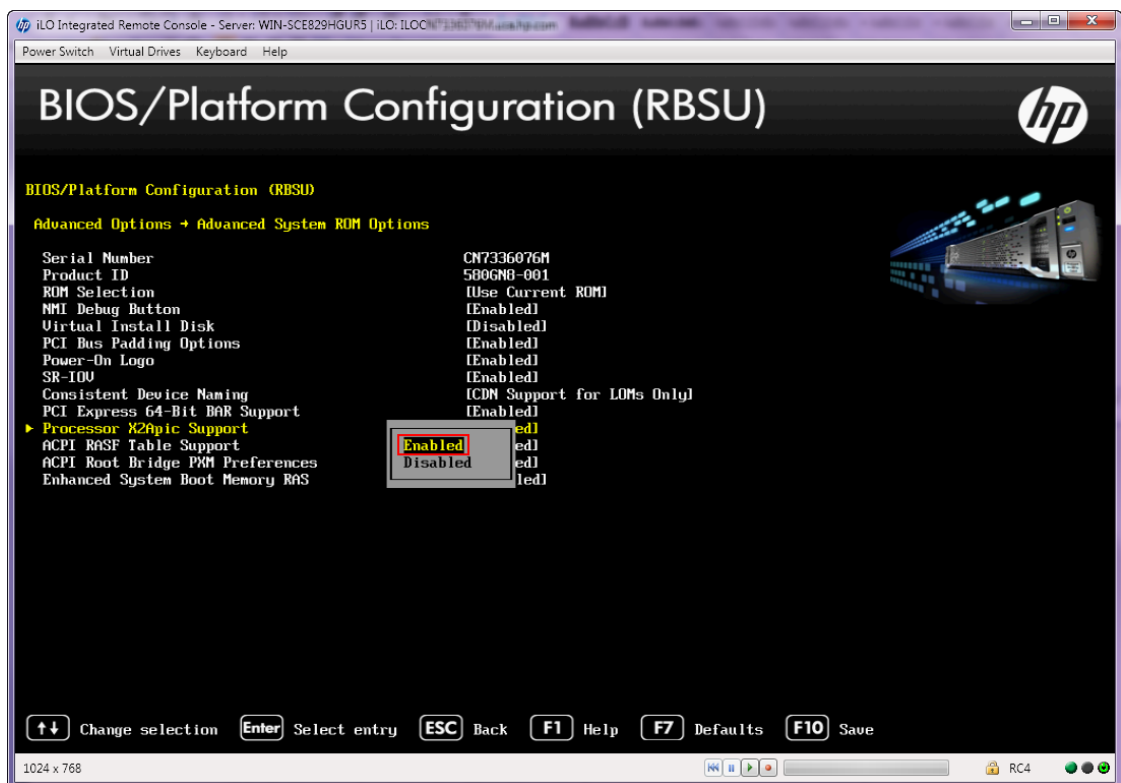 iLO Integrated Remote Console - Server: WIN-SCE829HGUR5 | iLO: ILOCN
Power Switch Virtual Drives Keyboard Help
BIOS/Platform Configuration (RBSU)
hp
BIOS/Platform Configuration (RBSU)
Advanced Options → Advanced System ROM Options
Serial Number CN7336076M
Product ID 580GN8-001
ROM Selection [Use Current ROM]
NMI Debug Button [Enabled]
Virtual Install Disk [Disabled]
PCI Bus Padding Options [Enabled]
Power-On Logo [Enabled]
SR-IOV [Enabled]
Consistent Device Naming [CDN Support for LOMs Only]
PCI Express 64-Bit BAR Support [Enabled]
Processor X2Apic Support ed]
ACPI RASF Table Support Enabled ed]
ACPI Root Bridge PXM Preferences Disabled ed]
Enhanced System Boot Memory RAS led]
↑↓ Change selection Enter Select entry ESC Back F1 Help F7 Defaults F10 Save
1024 x 768 RC4